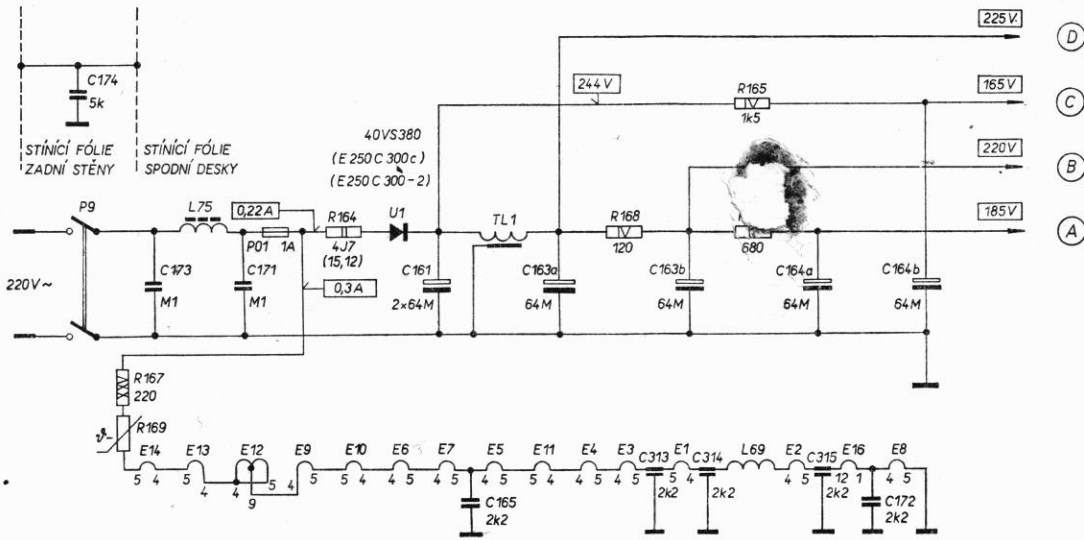 225V.
D
C174
5k
244V
R165
1k5
165V
C
STÍNÍCÍ FÓLIE
ZADNÍ STĚNY
STÍNÍCÍ FÓLIE
SPODNÍ DESKY
40VS380
(E250C300c)
(E250C300-2)
220V
B
P9
L75
0,22A
R164
U1
TL1
R168
185V
A
P01
1A
4J7
(15,12)
120
680
220V~
C173
M1
C171
M1
0,3A
C161
2x64M
C163a
64M
C163b
64M
C164a
64M
C164b
64M
R167
220
ϑ-
R169
E14
E13
E12
E9
E10
E6
E7
E5
E11
E4
E3
C313
E1
C314
L69
E2
C315
E16
E8
5 4 5 4 4 5 4 5 5 4 4 5 4 5 4 5 5 4 4 5 4 5 5 4 4 5 12 1 4 5
9
C165
2k2
2k2
2k2
2k2
C172
2k2